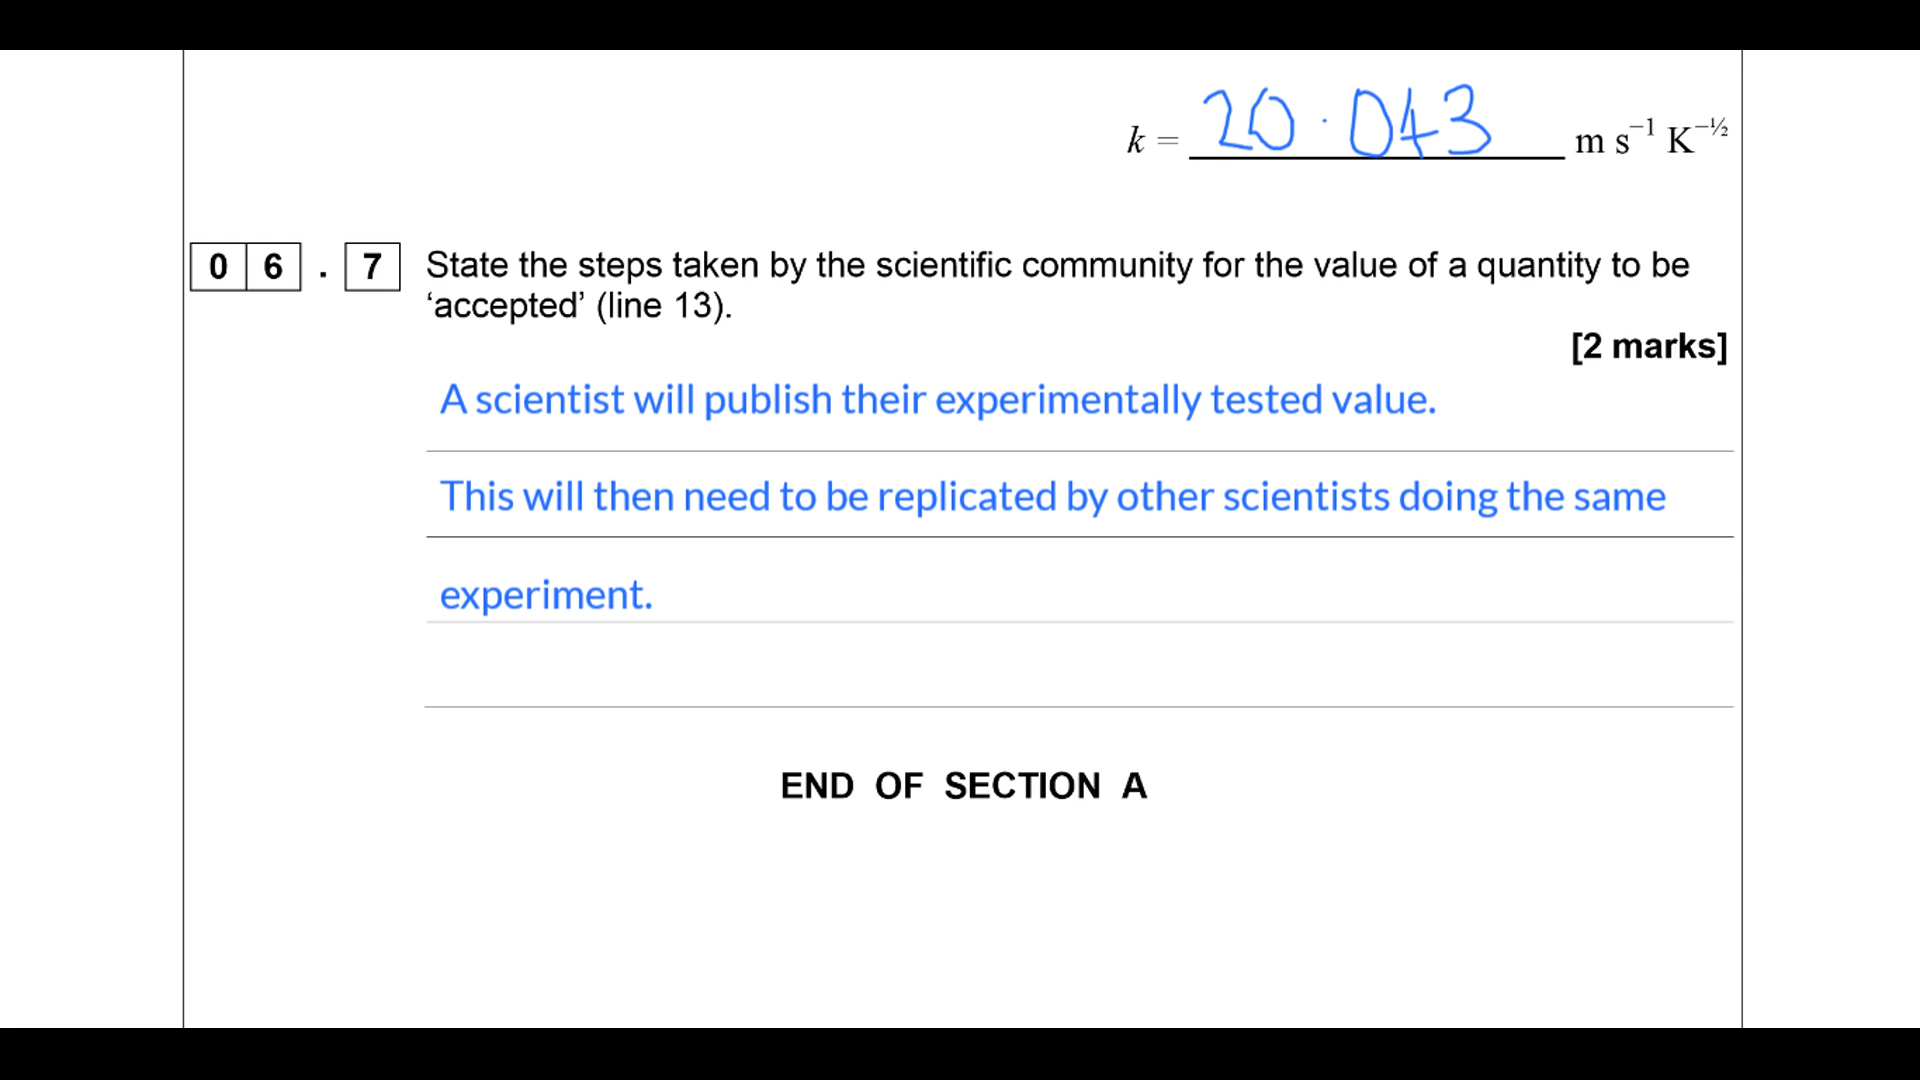 k = 20.043 m s⁻¹ K⁻½
0 6 . 7 State the steps taken by the scientific community for the value of a quantity to be
‘accepted’ (line 13).
[2 marks]
A scientist will publish their experimentally tested value.
This will then need to be replicated by other scientists doing the same
experiment.
END OF SECTION A